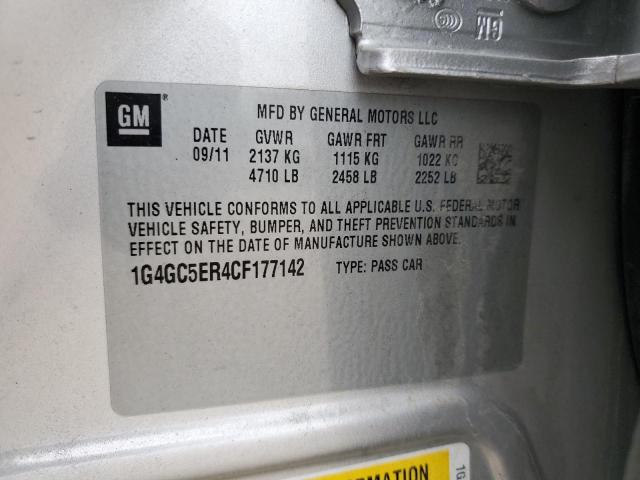 GM
GM®
MFD BY GENERAL MOTORS LLC
DATE GVWR GAWR FRT GAWR RR
09/11 2137 KG 1115 KG 1022 KG
4710 LB 2458 LB 2252 LB
THIS VEHICLE CONFORMS TO ALL APPLICABLE U.S. FEDERAL MOTOR
VEHICLE SAFETY, BUMPER, AND THEFT PREVENTION STANDARDS IN
EFFECT ON THE DATE OF MANUFACTURE SHOWN ABOVE.
1G4GC5ER4CF177142 TYPE: PASS CAR
1G